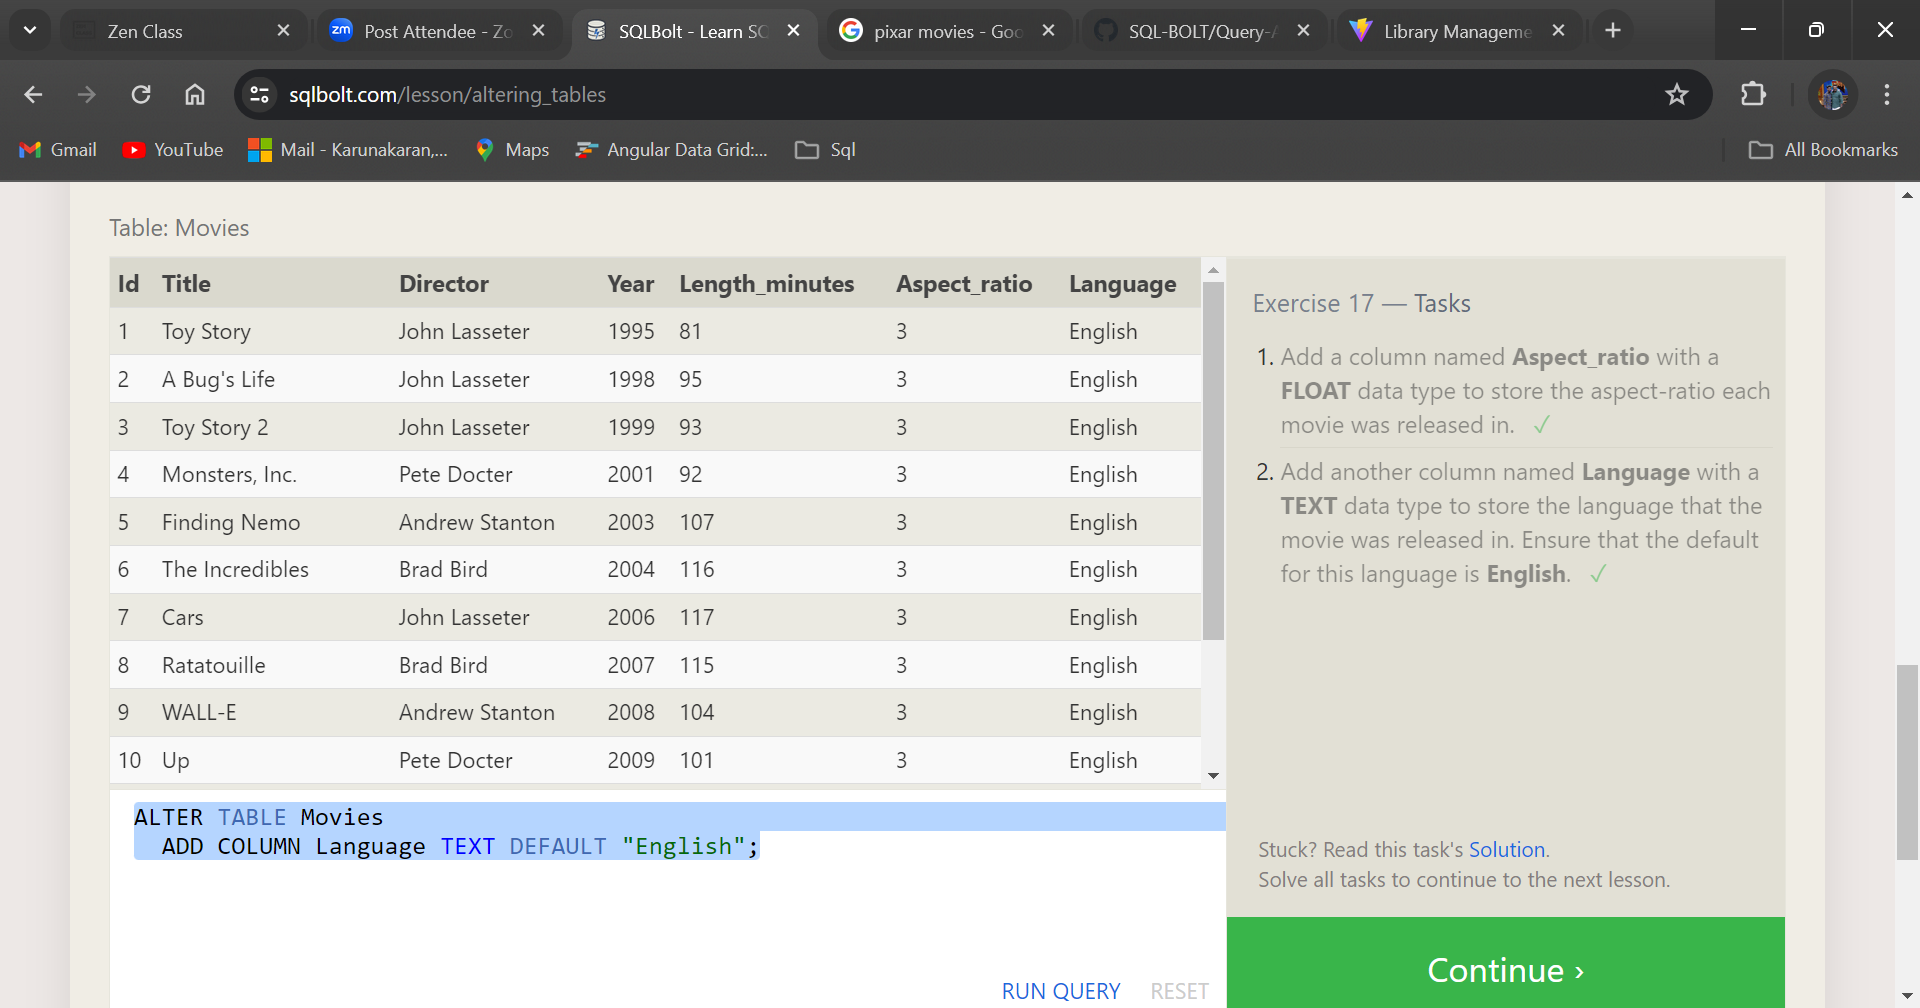 Zen Class
zm Post Attendee - Zo
SQLBolt - Learn SC
pixar movies - Goo
SQL-BOLT/Query-A
Library Manageme
sqlbolt.com/lesson/altering_tables
Gmail
YouTube
Mail - Karunakaran,...
Maps
Angular Data Grid:...
Sql
All Bookmarks
Table: Movies
Id Title Director Year Length_minutes Aspect_ratio Language
1 Toy Story John Lasseter 1995 81 3 English
2 A Bug's Life John Lasseter 1998 95 3 English
3 Toy Story 2 John Lasseter 1999 93 3 English
4 Monsters, Inc. Pete Docter 2001 92 3 English
5 Finding Nemo Andrew Stanton 2003 107 3 English
6 The Incredibles Brad Bird 2004 116 3 English
7 Cars John Lasseter 2006 117 3 English
8 Ratatouille Brad Bird 2007 115 3 English
9 WALL-E Andrew Stanton 2008 104 3 English
10 Up Pete Docter 2009 101 3 English
ALTER TABLE Movies
ADD COLUMN Language TEXT DEFAULT "English";
RUN QUERY RESET
Exercise 17 — Tasks
1. Add a column named Aspect_ratio with a
FLOAT data type to store the aspect-ratio each
movie was released in. ✓
2. Add another column named Language with a
TEXT data type to store the language that the
movie was released in. Ensure that the default
for this language is English. ✓
Stuck? Read this task's Solution.
Solve all tasks to continue to the next lesson.
Continue ›